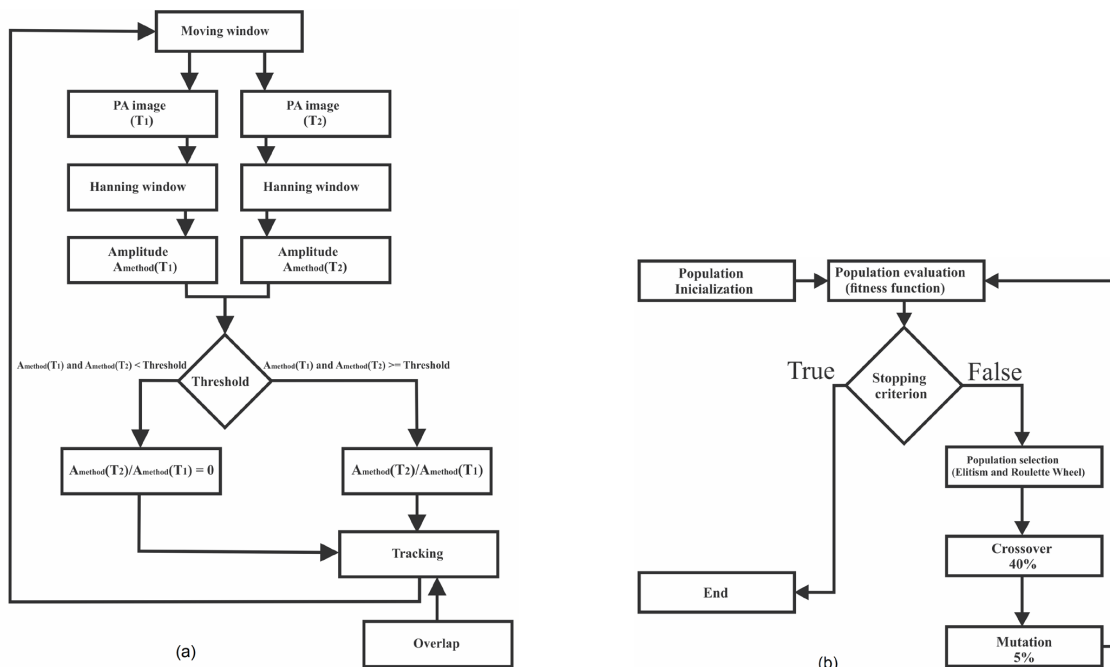 Moving window
PA image
(T1)
PA image
(T2)
Hanning window
Hanning window
Amplitude
Amethod(T1)
Amplitude
Amethod(T2)
Amethod(T1) and Amethod(T2) < Threshold
Amethod(T1) and Amethod(T2) >= Threshold
Threshold
Amethod(T2)/Amethod(T1) = 0
Amethod(T2)/Amethod(T1)
Tracking
Overlap
(a)
Population
Inicialization
Population evaluation
(fitness function)
True
Stopping
criterion
False
Population selection
(Elitism and Roulette Wheel)
Crossover
40%
End
Mutation
5%
(b)